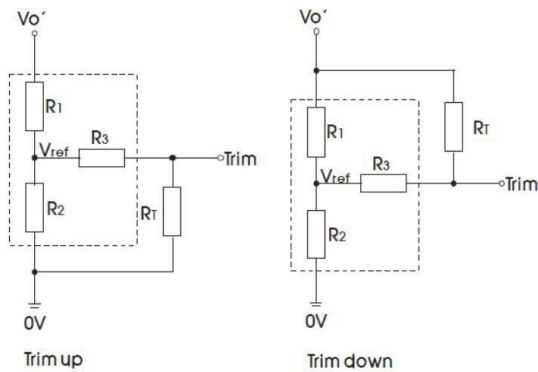 Vo´
R1
R3
Vref
Trim
R2
RT
0V
Trim up
Vo´
R1
RT
R3
Vref
Trim
R2
0V
Trim down